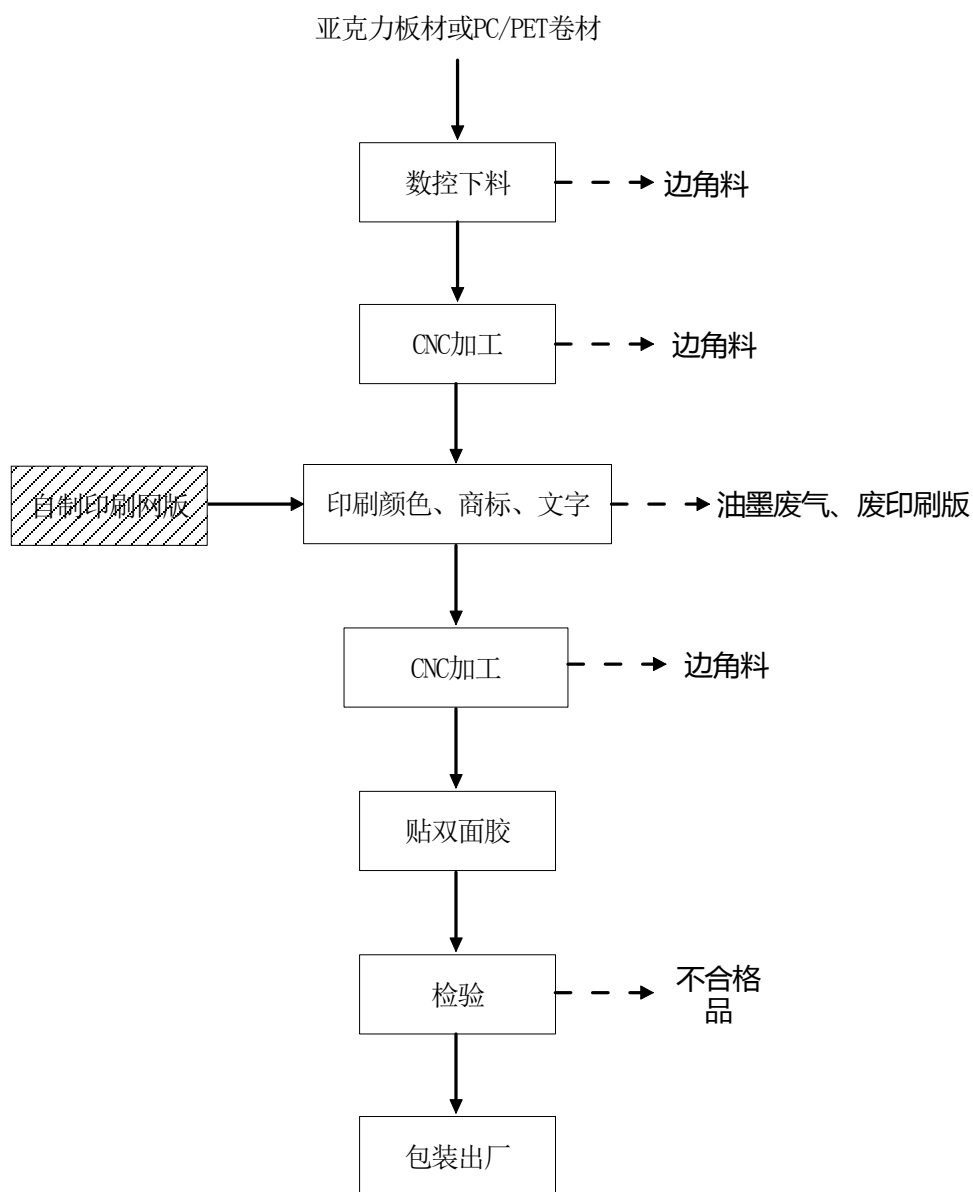 亚克力板材或PC/PET卷材
数控下料
边角料
CNC加工
边角料
自制印刷网版
印刷颜色、商标、文字
油墨废气、废印刷版
CNC加工
边角料
贴双面胶
检验
不合格
品
包装出厂